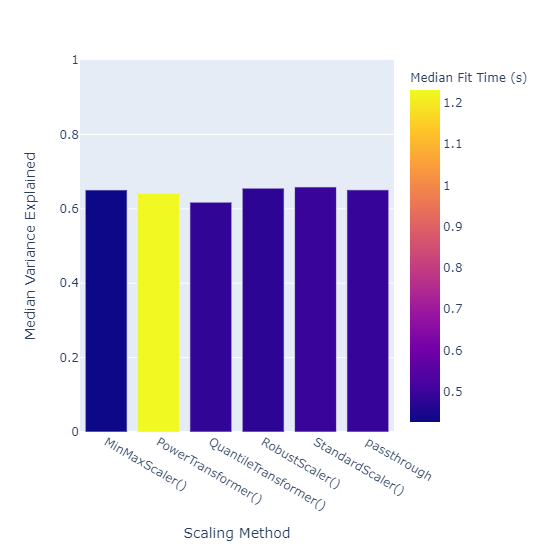 Median Fit Time (s)
1
0.8
0.6
0.4
0.2
0
Median Variance Explained
MinMaxScaler()
PowerTransformer()
QuantileTransformer()
RobustScaler()
StandardScaler()
passthrough
Scaling Method
1.2
1.1
1
0.9
0.8
0.7
0.6
0.5